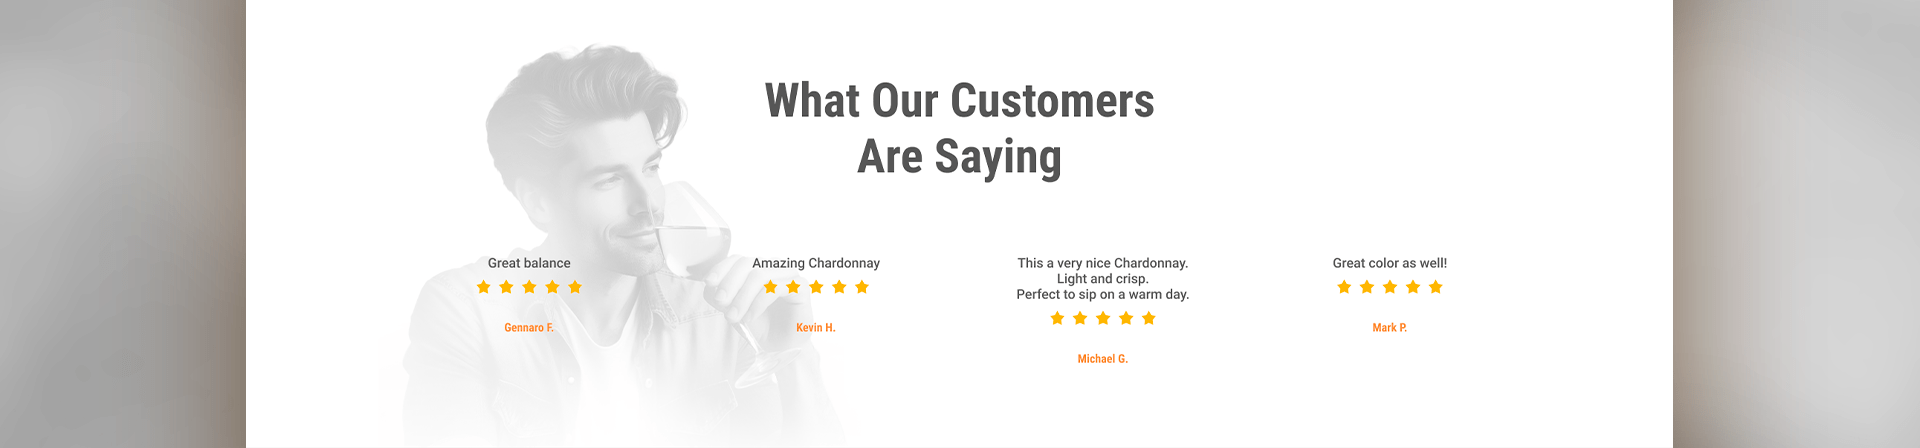 What Our Customers
Are Saying
Great balance
Gennaro F.
Amazing Chardonnay
Kevin H.
This a very nice Chardonnay.
Light and crisp.
Perfect to sip on a warm day.
Michael G.
Great color as well!
Mark P.